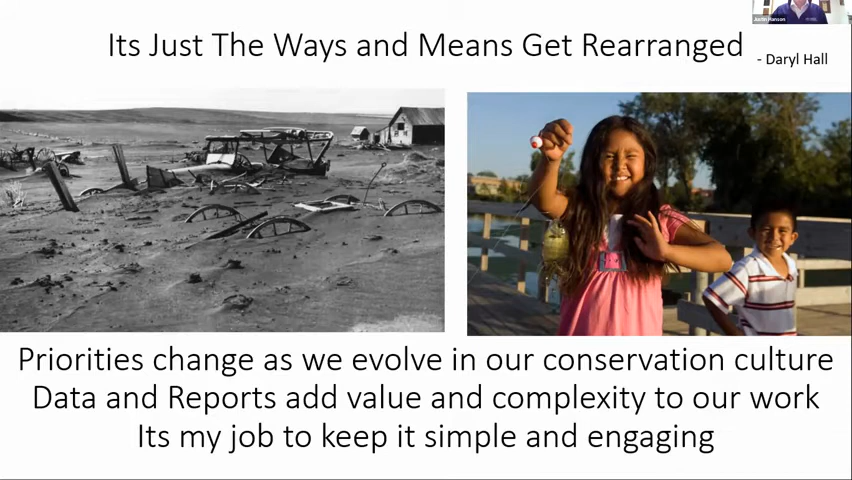 Justin Hanson
Its Just The Ways and Means Get Rearranged
- Daryl Hall
Priorities change as we evolve in our conservation culture
Data and Reports add value and complexity to our work
Its my job to keep it simple and engaging